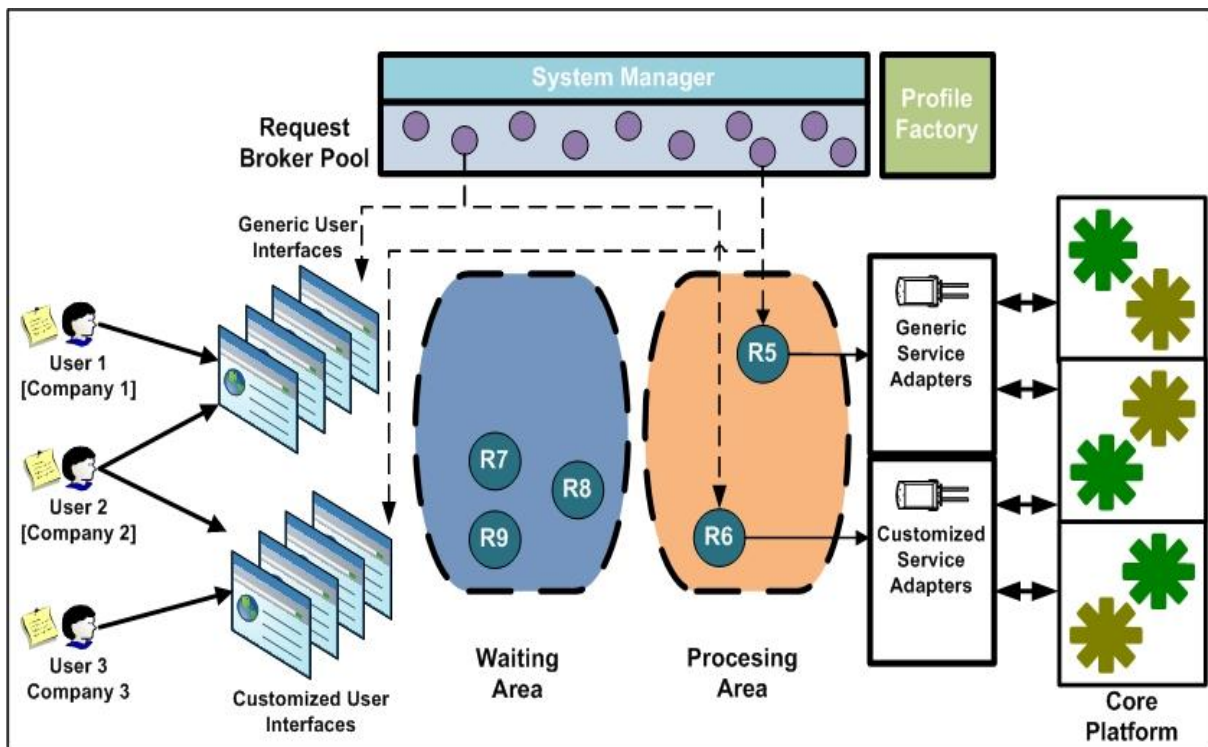 System Manager
Request
Broker Pool
Profile
Factory
Generic User
Interfaces
User 1
[Company 1]
User 2
[Company 2]
User 3
Company 3
Customized User
Interfaces
R7
R8
R9
Waiting
Area
R5
R6
Procesing
Area
Generic
Service
Adapters
Customized
Service
Adapters
Core
Platform